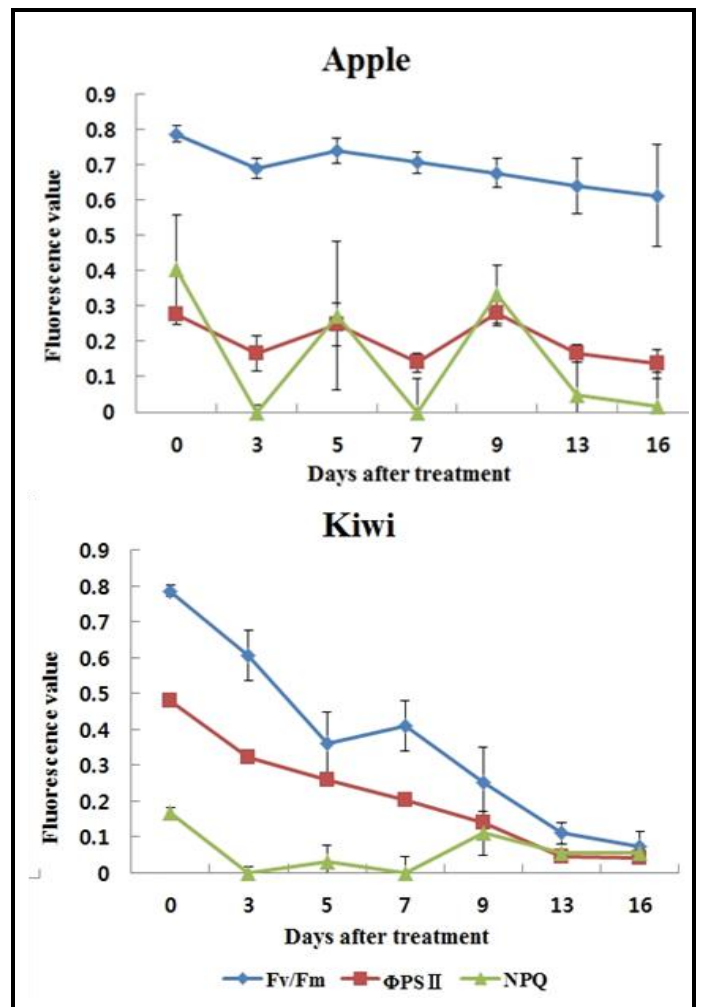 Apple
Fluorescence value
0.9
0.8
0.7
0.6
0.5
0.4
0.3
0.2
0.1
0
0 3 5 7 9 13 16
Days after treatment
Kiwi
Fluorescence value
0.9
0.8
0.7
0.6
0.5
0.4
0.3
0.2
0.1
0
0 3 5 7 9 13 16
Days after treatment
Fv/Fm ΦPSⅡ NPQ